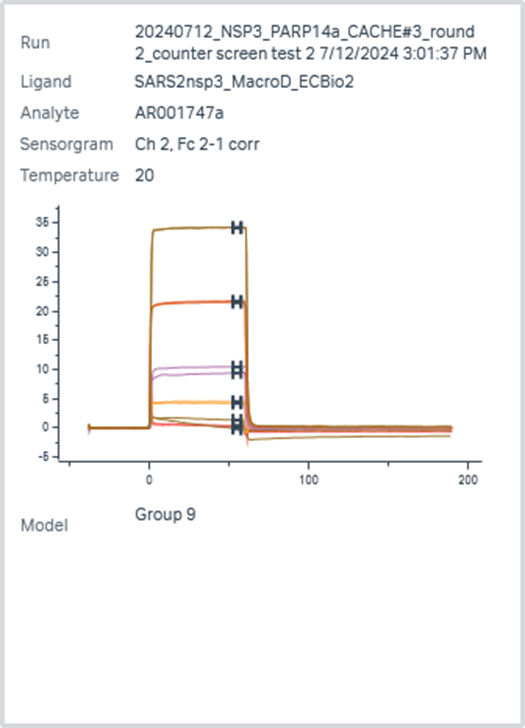 Run
20240712_NSP3_PARP14a_CACHE#3_round
2_counter screen test 2 7/12/2024 3:01:37 PM
Ligand SARS2nsp3_MacroD_ECBio2
Analyte AR001747a
Sensorgram Ch 2, Fc 2-1 corr
Temperature 20
35
30
25
20
15
10
5
0
-5
0 100 200
Model Group 9